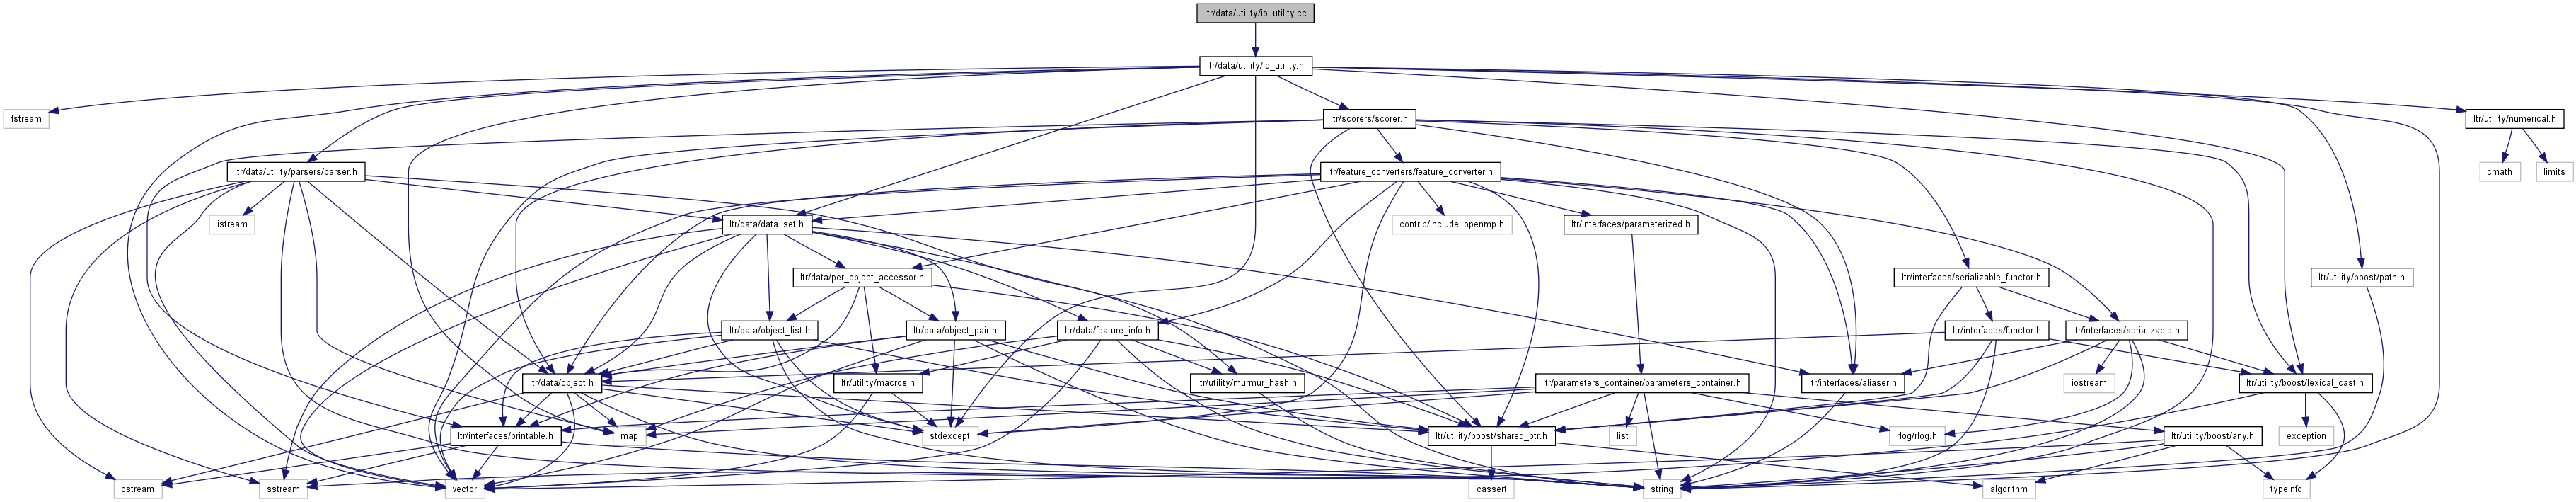 ltr/data/utility/io_utility.cc
ltr/data/utility/io_utility.h
fstream
ltr/scorers/scorer.h
ltr/utility/numerical.h
ltr/data/utility/parsers/parser.h
ltr/feature_converters/feature_converter.h
cmath
limits
istream
ltr/data/data_set.h
contrib/include_openmp.h
ltr/interfaces/parameterized.h
ltr/data/per_object_accessor.h
ltr/interfaces/serializable_functor.h
ltr/utility/boost/path.h
ltr/data/object_list.h
ltr/data/object_pair.h
ltr/data/feature_info.h
ltr/interfaces/functor.h
ltr/interfaces/serializable.h
ltr/data/object.h
ltr/utility/macros.h
ltr/utility/murmur_hash.h
ltr/parameters_container/parameters_container.h
ltr/interfaces/aliaser.h
iostream
ltr/utility/boost/lexical_cast.h
ltr/interfaces/printable.h
map
stdexcept
ltr/utility/boost/shared_ptr.h
list
rlog/rlog.h
ltr/utility/boost/any.h
exception
ostream
sstream
vector
cassert
string
algorithm
typeinfo